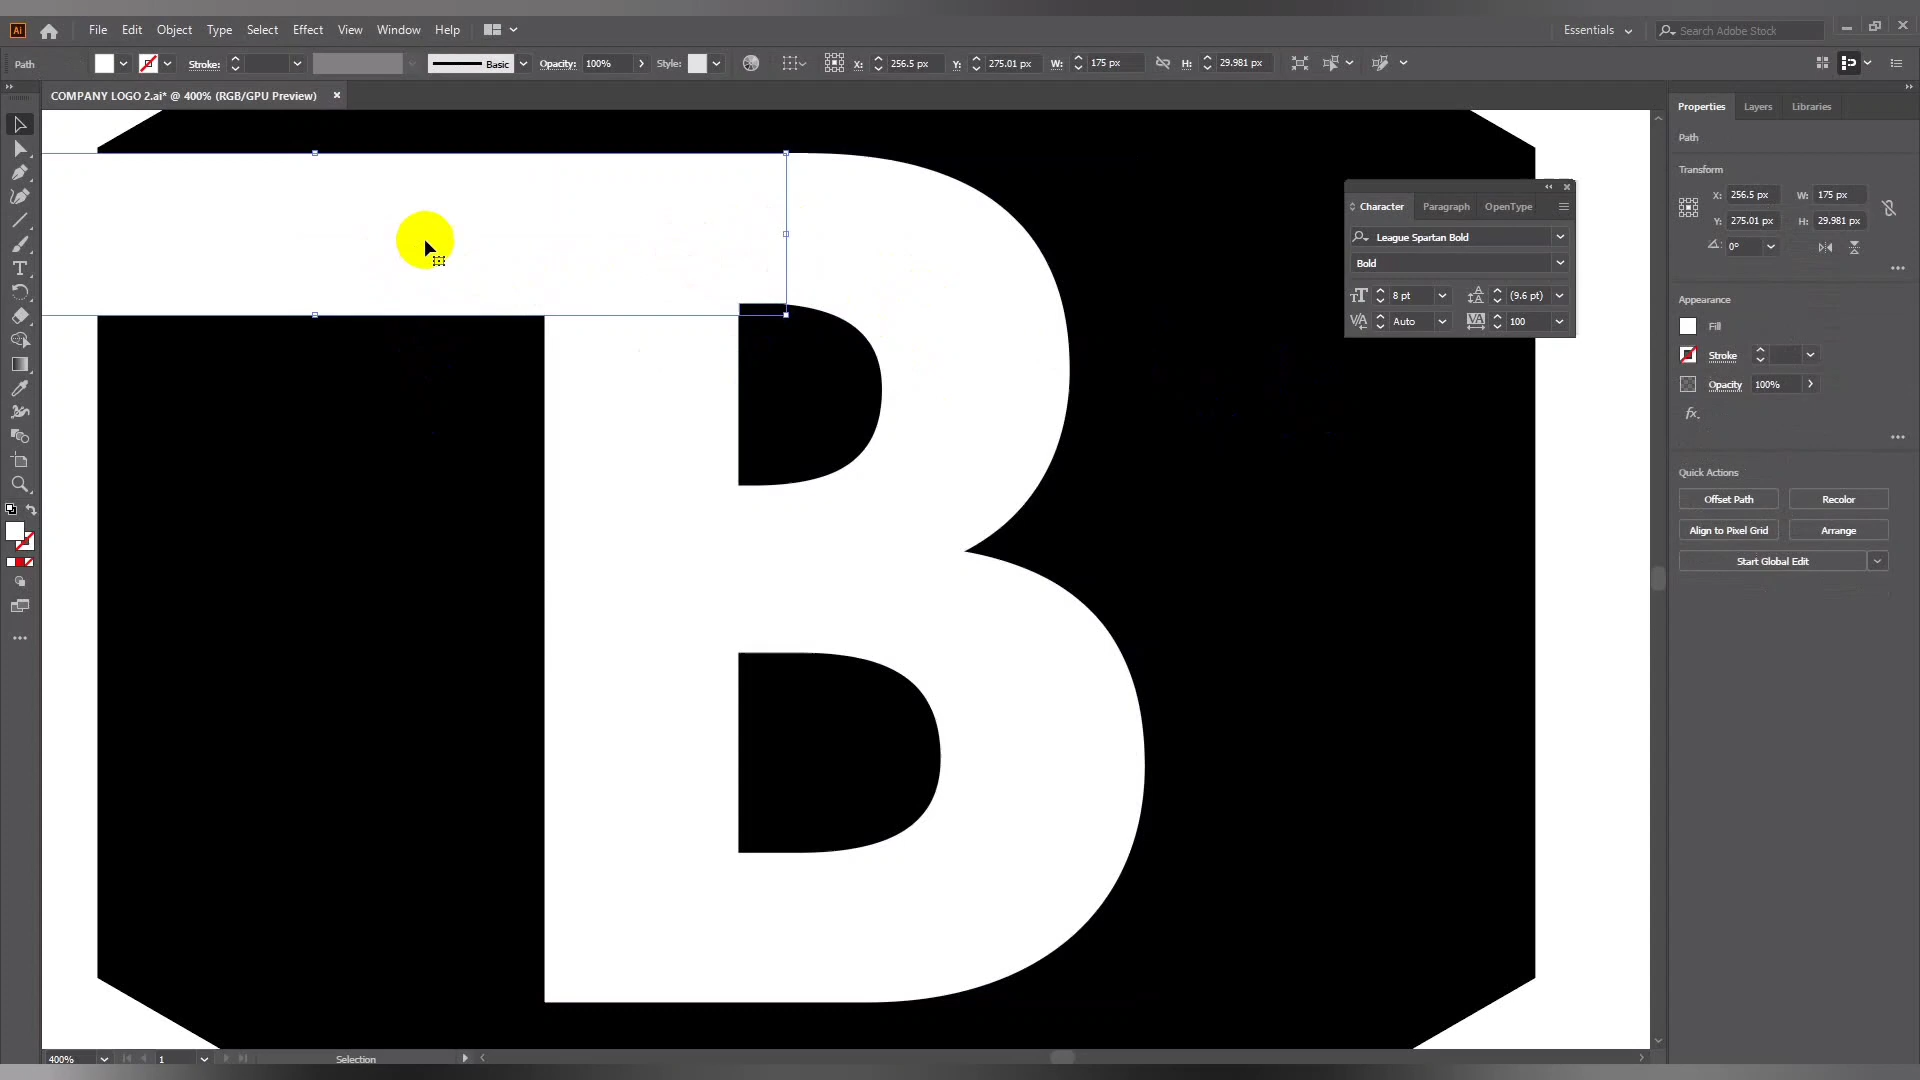 Ai File Edit Object Type Select Effect View Window Help Essentials Search Adobe Stock
Path Stroke: Basic Opacity: 100% Style: X: 256.5 px Y: 275.01 px W: 175 px H: 29.981 px
COMPANY LOGO 2.ai* @ 400% (RGB/GPU Preview)
Properties Layers Libraries
Path
Transform
X: 256.5 px W: 175 px
Y: 275.01 px H: 29.981 px
0°
Appearance
Fill
Stroke
Opacity 100%
fx.
Quick Actions
Offset Path Recolor
Align to Pixel Grid Arrange
Start Global Edit
Character Paragraph OpenType
League Spartan Bold
Bold
8 pt (9.6 pt)
Auto 100
B
400% 1 Selection